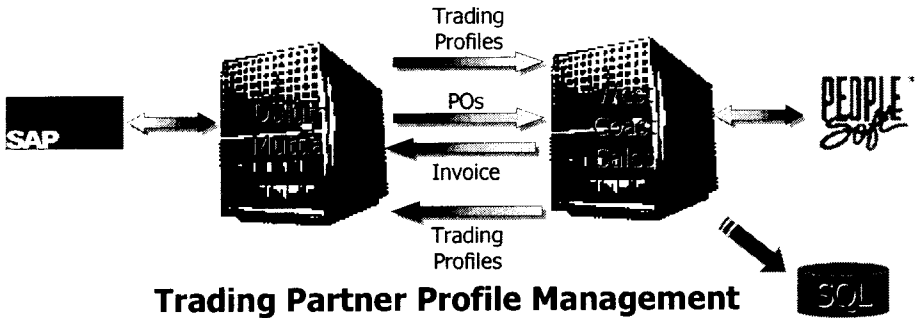 Trading
Profiles
SAP
POs
Invoice
PEOPLE
Soft
Trading
Profiles
SQL
Trading Partner Profile Management